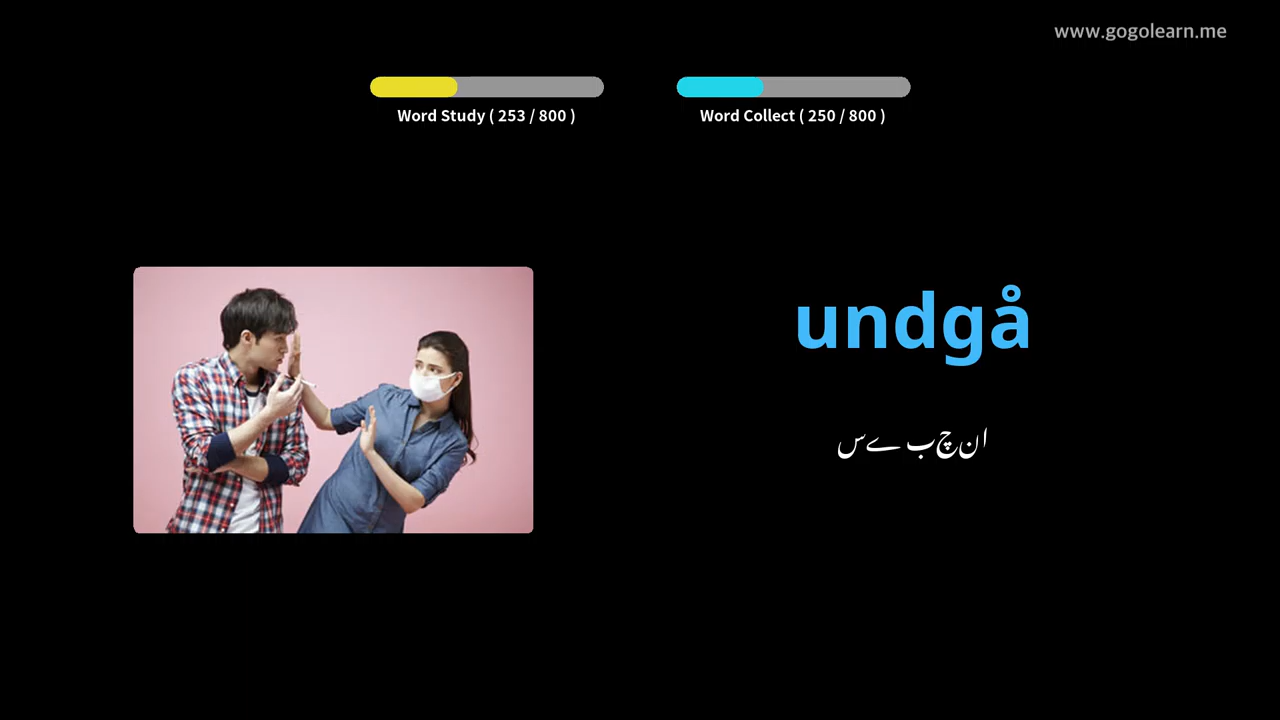 www.gogolearn.me
Word Study ( 253 / 800 )
Word Collect ( 250 / 800 )
undgå
ان‌چ‌ب ے‌س